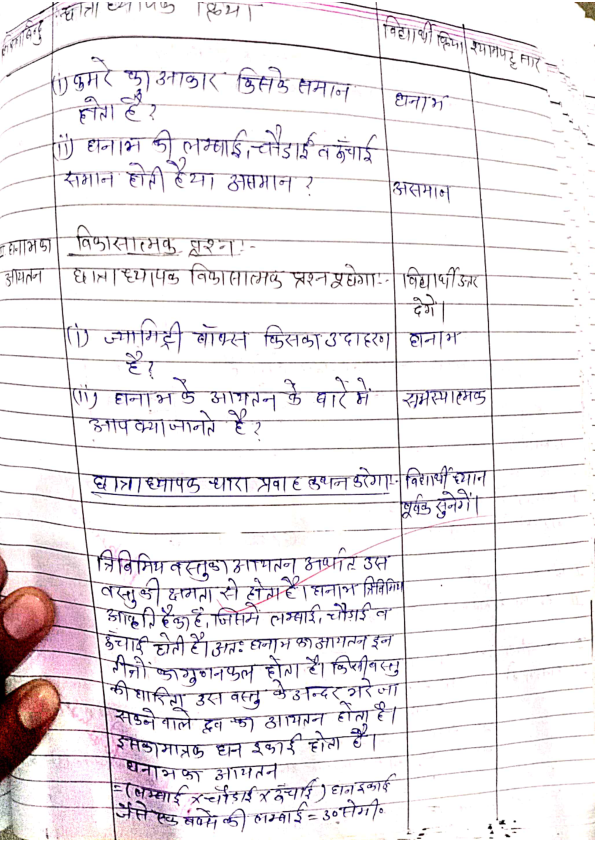 छात्राध्यापक क्रिया
विद्यार्थी क्रिया
श्यामपट्ट सार
(i) कमरे का आकार किसके समान
होता है?
घनाभ
(ii) घनाभ की लम्बाई, चौडाई व ऊँचाई
समान होती है या असमान?
असमान
घनाभ का
आयतन
विकासात्मक प्रश्न:-
छात्राध्यापक विकासात्मक प्रश्न पूछेगा:-
विद्यार्थी उत्तर
देगें।
(i) ज्यामिट्री बॉक्स किसका उदाहरण
है?
घनाभ
(ii) घनाभ के आयतन के बारें में
आप क्या जानते है?
समस्यात्मक
छात्राध्यापक धारा प्रवाह कथन करेगा:-
विद्यार्थी ध्यान
पूर्वक सुनेगें।
त्रिविमिय वस्तु का आयतन अर्थात उस
वस्तु की क्षमता से होता है। घनाभ त्रिविमिय
आकृति है, जिसमें लम्बाई, चौडाई व
ऊँचाई होती है। अतः घनाभ का आयतन इन
तीनों का गुणनफल होता है। किसी वस्तु
की धारिता उस वस्तु के अन्दर भरे जा
सकने वाले द्रव का आयतन होता है।
इसका मात्रक घन इकाई होता है।
घनाभ का आयतन
=(लम्बाई x चौडाई x ऊँचाई) घन इकाई
जैसे एक बक्से की लम्बाई = 30 सेमी॰